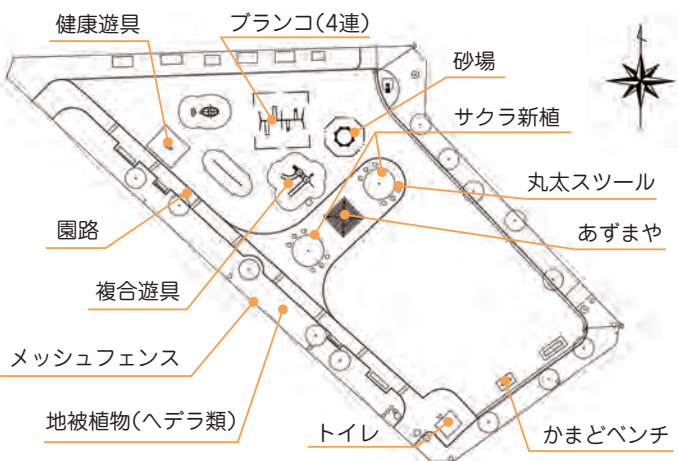 健康遊具
ブランコ(4連)
砂場
サクラ新植
丸太スツール
あずまや
園路
複合遊具
メッシュフェンス
地被植物(ヘデラ類)
トイレ
かまどベンチ